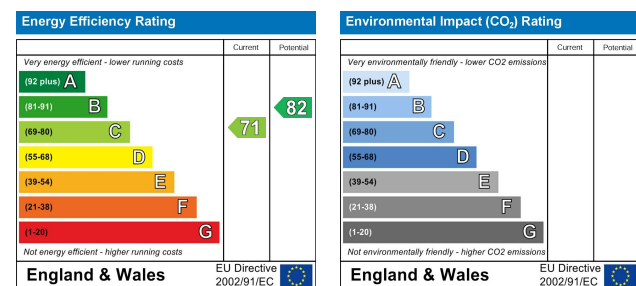 Energy Efficiency Rating
Current Potential
Very energy efficient - lower running costs
(92 plus) A
(81-91) B
82
(69-80) C
71
(55-68) D
(39-54) E
(21-38) F
(1-20) G
Not energy efficient - higher running costs
England & Wales
EU Directive
2002/91/EC
Environmental Impact (CO₂) Rating
Current Potential
Very environmentally friendly - lower CO2 emissions
(92 plus) A
(81-91) B
(69-80) C
(55-68) D
(39-54) E
(21-38) F
(1-20) G
Not environmentally friendly - higher CO2 emissions
England & Wales
EU Directive
2002/91/EC